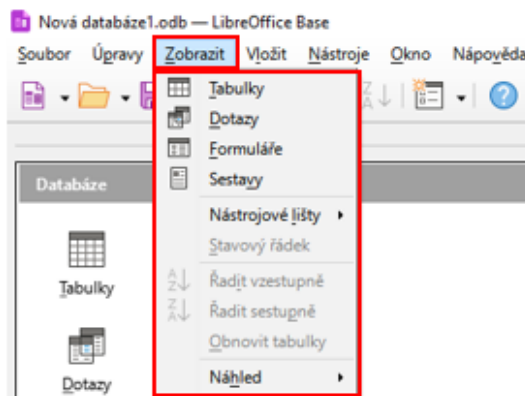 Nová databáze1.odb — LibreOffice Base
Soubor Úpravy Zobrazit Vložit Nástroje Okno Nápověda
Tabulky
Dotazy
Formuláře
Sestavy
Nástrojové lišty
Stavový řádek
Řadit vzestupně
Řadit sestupně
Obnovit tabulky
Náhled
Databáze
Tabulky
Dotazy